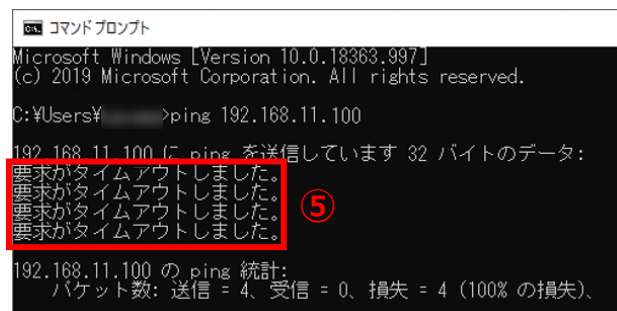 コマンド プロンプト
Microsoft Windows [Version 10.0.18363.997]
(c) 2019 Microsoft Corporation. All rights reserved.
C:¥Users¥ >ping 192.168.11.100
192.168.11.100 に ping を送信しています 32 バイトのデータ:
要求がタイムアウトしました。
要求がタイムアウトしました。
要求がタイムアウトしました。
要求がタイムアウトしました。
⑤
192.168.11.100 の ping 統計:
パケット数: 送信 = 4、受信 = 0、損失 = 4 (100% の損失)、